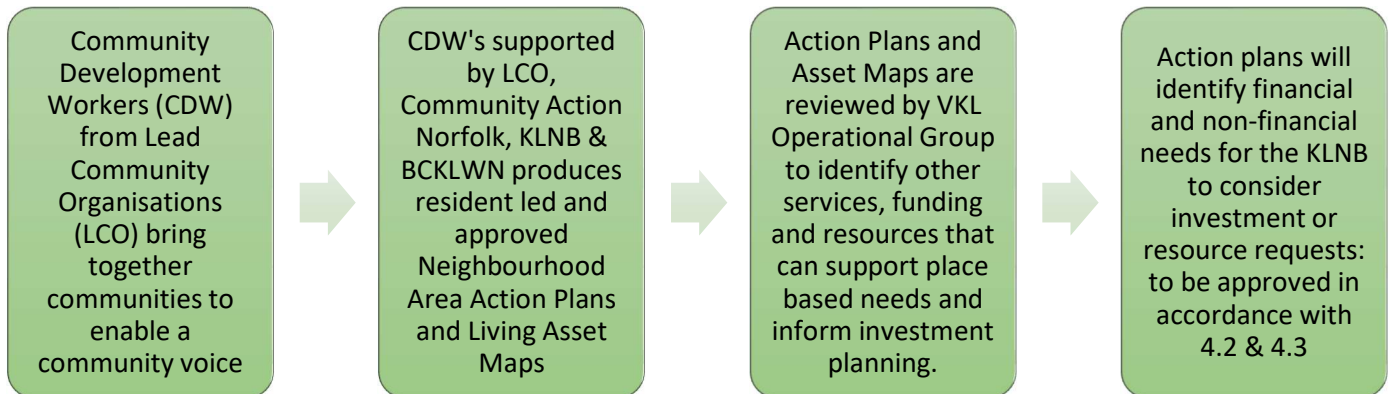 Community
Development
Workers (CDW)
from Lead
Community
Organisations
(LCO) bring
together
communities to
enable a
community voice
CDW's supported
by LCO,
Community Action
Norfolk, KLNB &
BCKLWN produces
resident led and
approved
Neighbourhood
Area Action Plans
and Living Asset
Maps
Action Plans and
Asset Maps are
reviewed by VKL
Operational Group
to identify other
services, funding
and resources that
can support place
based needs and
inform investment
planning.
Action plans will
identify financial
and non-financial
needs for the KLNB
to consider
investment or
resource requests:
to be approved in
accordance with
4.2 & 4.3